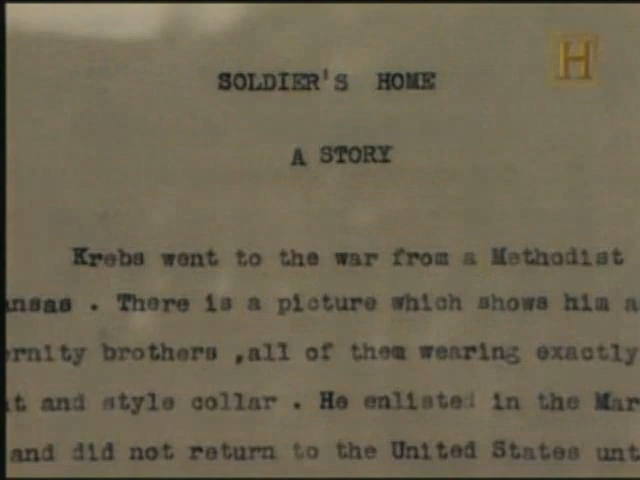 H
SOLDIER'S HOME
A STORY
Krebs went to the war from a Methodist
nsas . There is a picture which shows him a
ernity brothers ,all of them wearing exactly
t and style collar . He enlisted in the Mar
and did not return to the United States unt